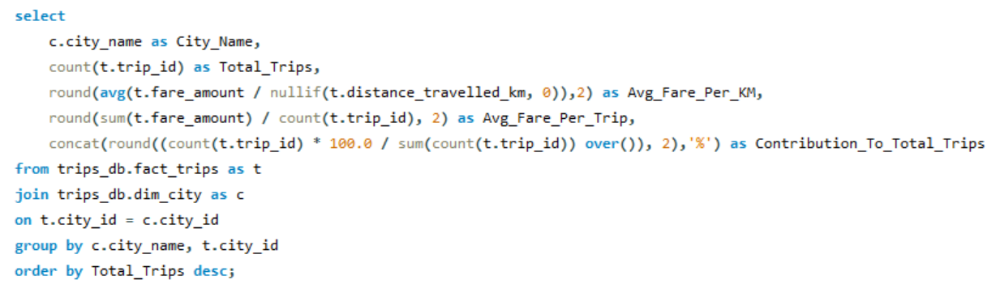 select
    c.city_name as City_Name,
    count(t.trip_id) as Total_Trips,
    round(avg(t.fare_amount / nullif(t.distance_travelled_km, 0)),2) as Avg_Fare_Per_KM,
    round(sum(t.fare_amount) / count(t.trip_id), 2) as Avg_Fare_Per_Trip,
    concat(round((count(t.trip_id) * 100.0 / sum(count(t.trip_id)) over()), 2),'%') as Contribution_To_Total_Trips
from trips_db.fact_trips as t
join trips_db.dim_city as c
on t.city_id = c.city_id
group by c.city_name, t.city_id
order by Total_Trips desc;